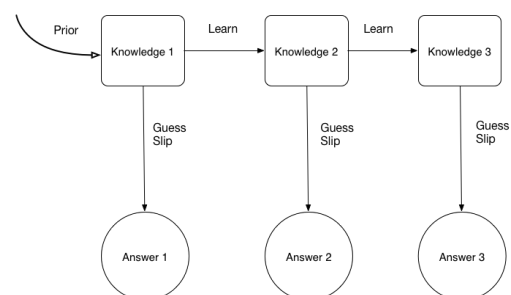 Prior
Learn
Learn
Knowledge 1
Knowledge 2
Knowledge 3
Guess
Slip
Guess
Slip
Guess
Slip
Answer 1
Answer 2
Answer 3